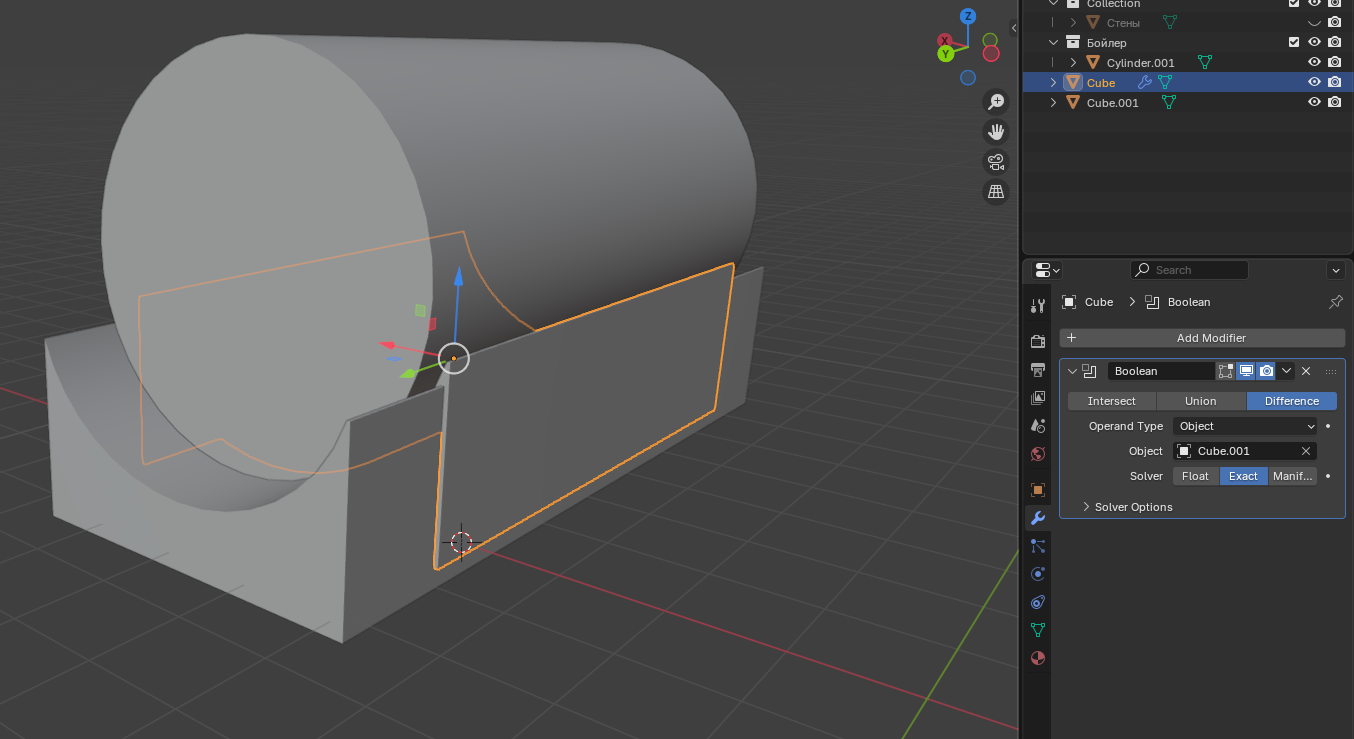 Collection
Стены
Бойлер
Cylinder.001
Cube
Cube.001
Z
X
Y
Search
Cube > Boolean
+ Add Modifier
Boolean
Intersect Union Difference
Operand Type Object
Object Cube.001
Solver Float Exact Manif...
Solver Options